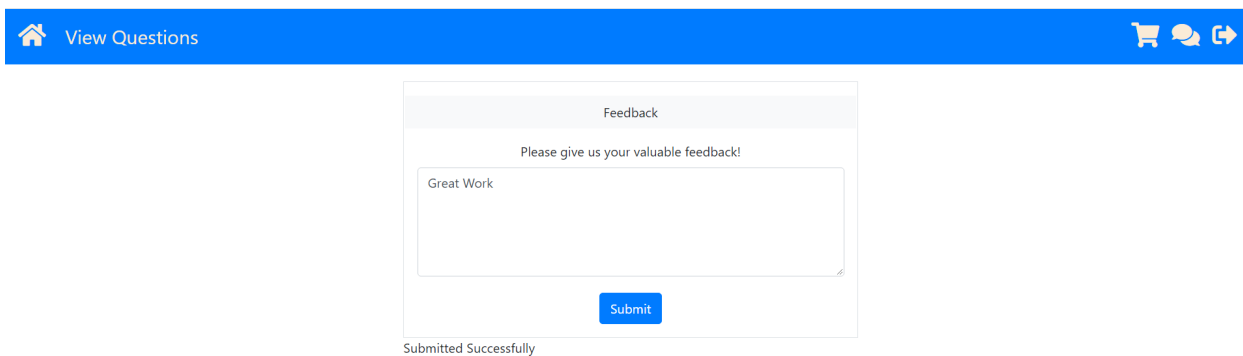 View Questions
Feedback
Please give us your valuable feedback!
Great Work
Submit
Submitted Successfully